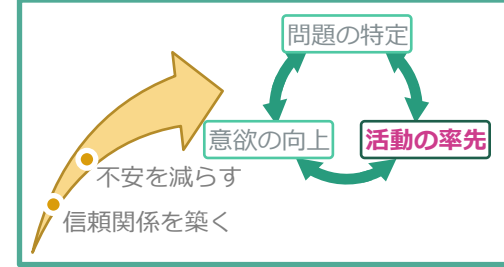 問題の特定
意欲の向上
活動の率先
不安を減らす
信頼関係を築く